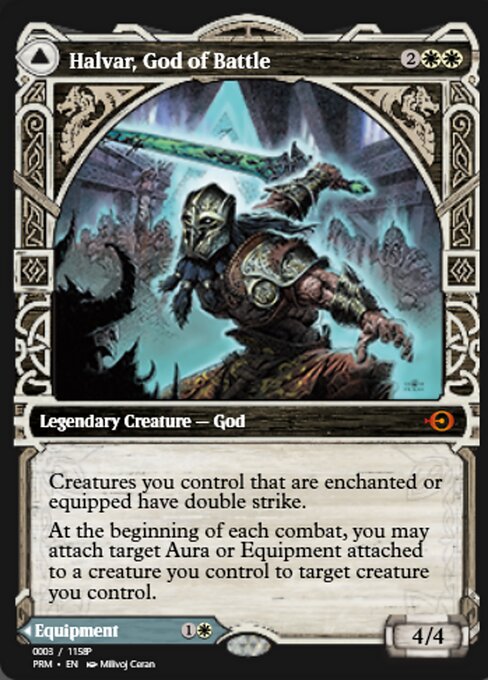 Halvar, God of Battle
2
Legendary Creature — God
Creatures you control that are enchanted or
equipped have double strike.
At the beginning of each combat, you may
attach target Aura or Equipment attached
to a creature you control to target creature
you control.
Equipment
1
4/4
0003 / 1158P
PRM • EN Milivoj Ceran